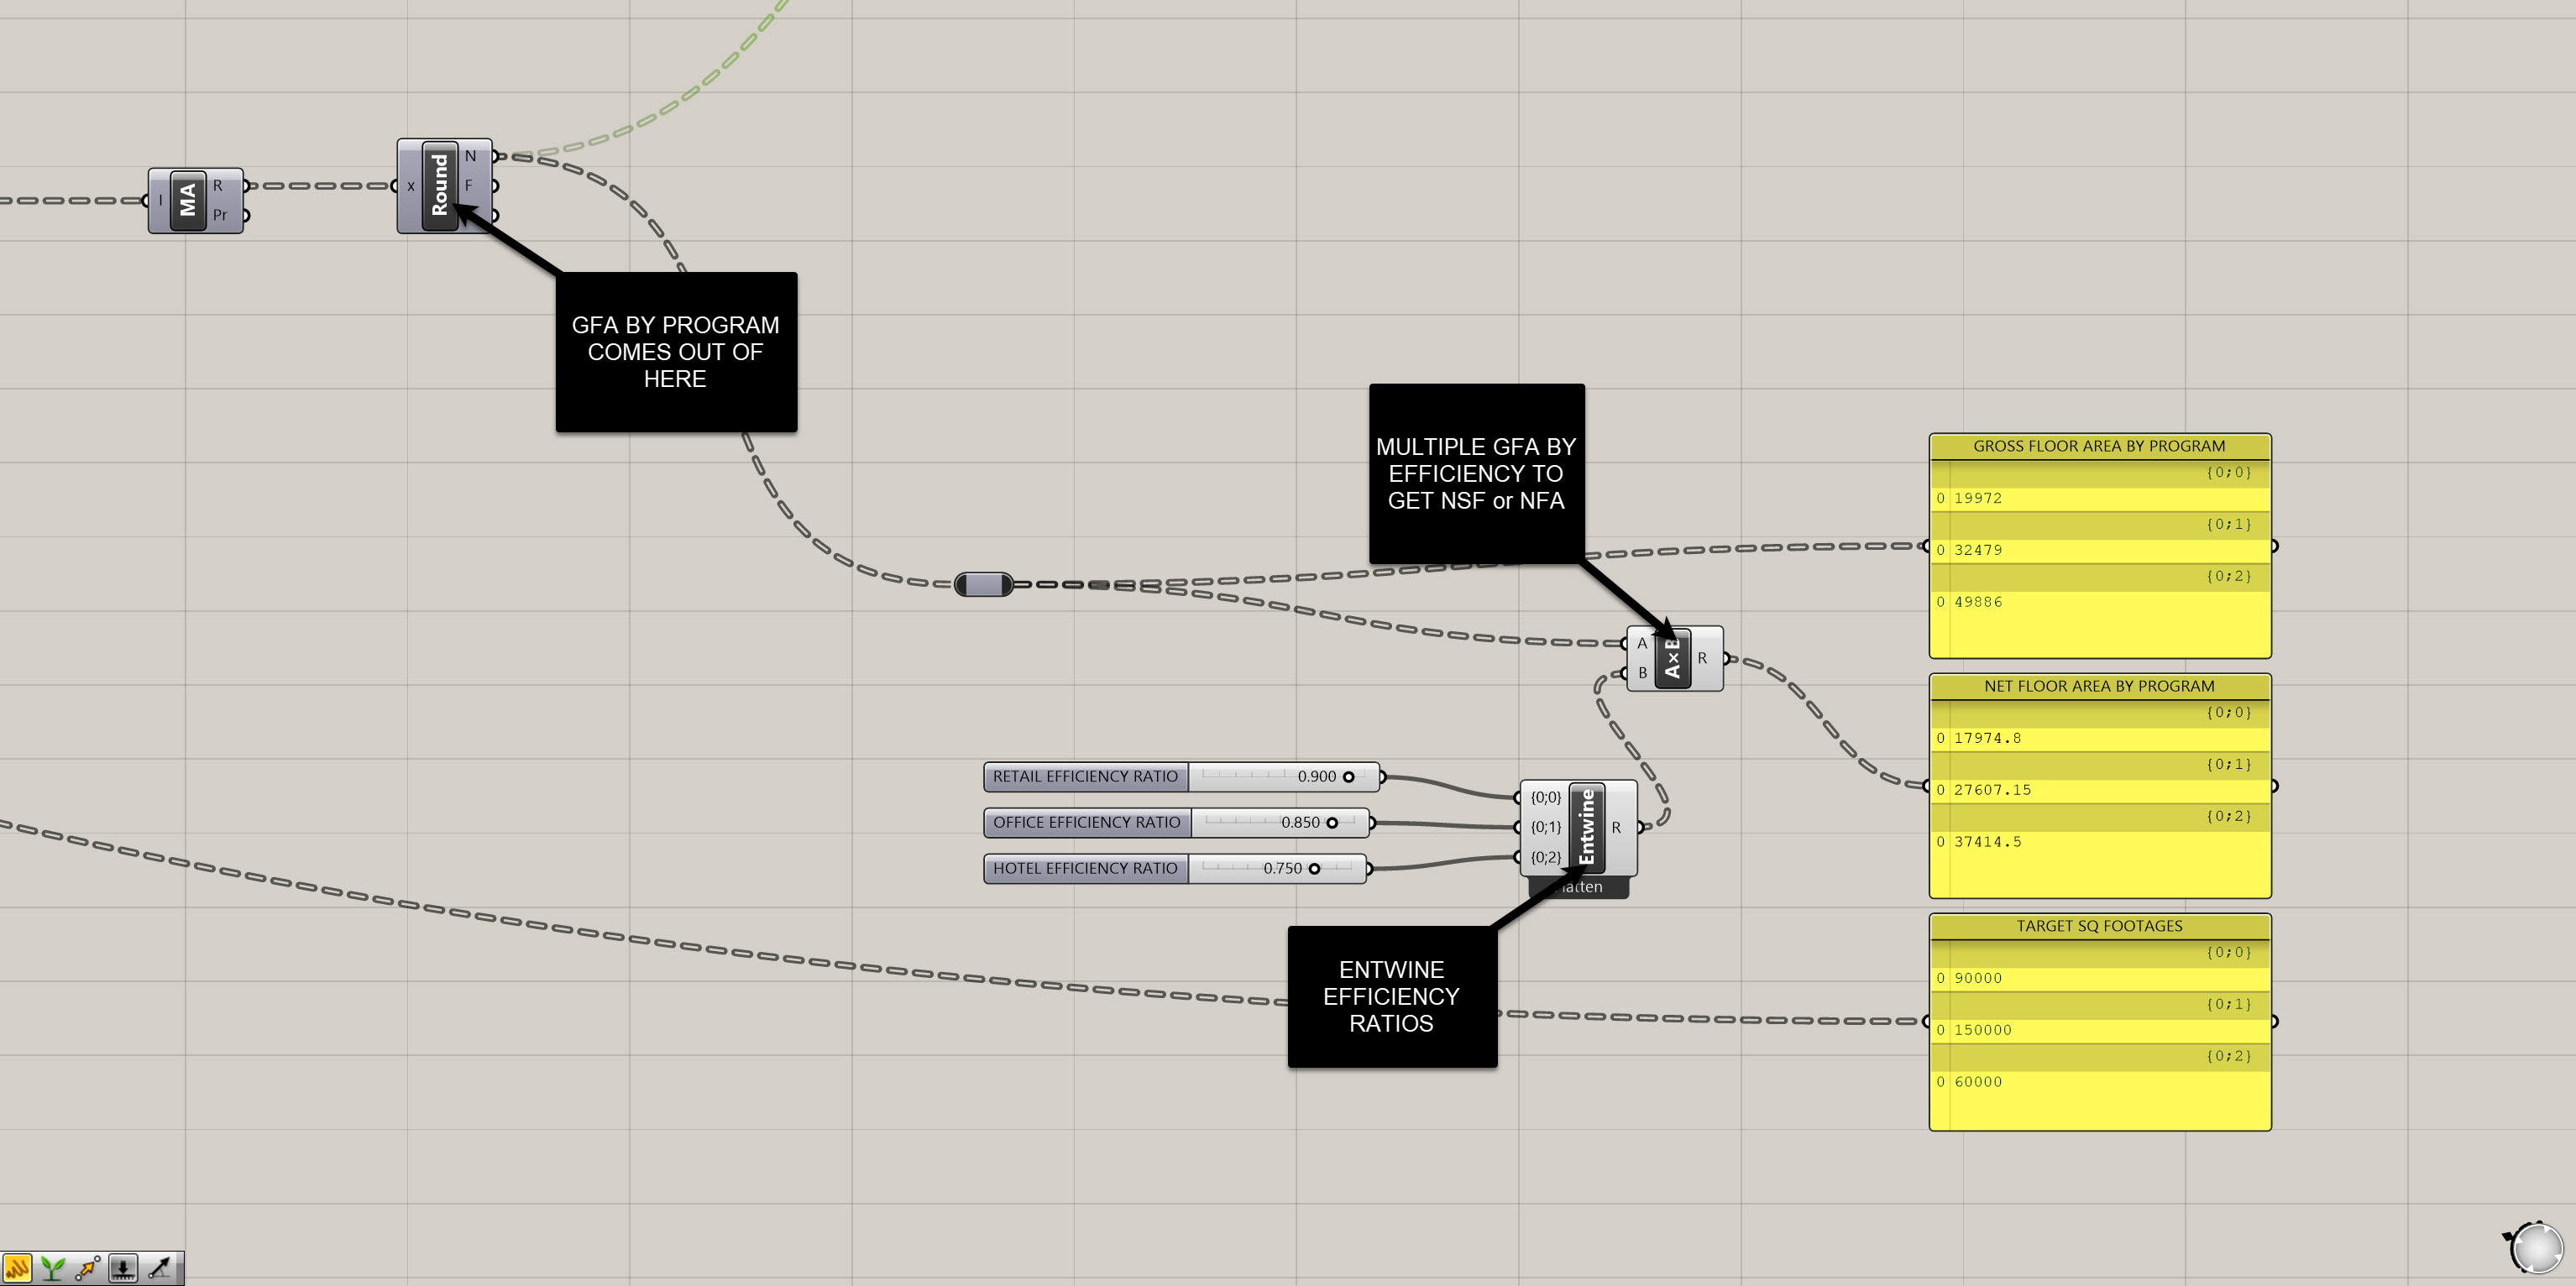 I
MA
R
Pr
x
Round
N
F
GFA BY PROGRAM
COMES OUT OF
HERE
MULTIPLE GFA BY
EFFICIENCY TO
GET NSF or NFA
A
B
A×B
R
RETAIL EFFICIENCY RATIO 0.900
OFFICE EFFICIENCY RATIO 0.850
HOTEL EFFICIENCY RATIO 0.750
{0;0}
{0;1}
{0;2}
Entwine
R
ENTWINE
EFFICIENCY
RATIOS
GROSS FLOOR AREA BY PROGRAM
{0;0}
0 19972
{0;1}
0 32479
{0;2}
0 49886
NET FLOOR AREA BY PROGRAM
{0;0}
0 17974.8
{0;1}
0 27607.15
{0;2}
0 37414.5
TARGET SQ FOOTAGES
{0;0}
0 90000
{0;1}
0 150000
{0;2}
0 60000